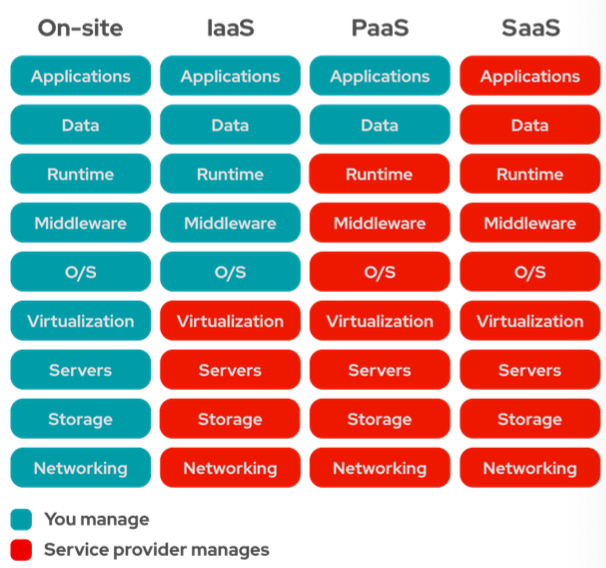 On-site IaaS PaaS SaaS
Applications Applications Applications Applications
Data Data Data Data
Runtime Runtime Runtime Runtime
Middleware Middleware Middleware Middleware
O/S O/S O/S O/S
Virtualization Virtualization Virtualization Virtualization
Servers Servers Servers Servers
Storage Storage Storage Storage
Networking Networking Networking Networking
You manage
Service provider manages